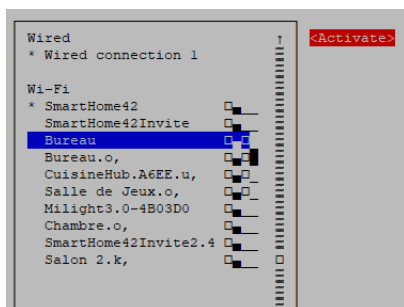 Wired
* Wired connection 1
<Activate>
Wi-Fi
* SmartHome42
SmartHome42Invite
Bureau
Bureau.o,
CuisineHub.A6EE.u,
Salle de Jeux.o,
Milight3.0-4B03D0
Chambre.o,
SmartHome42Invite2.4
Salon 2.k,